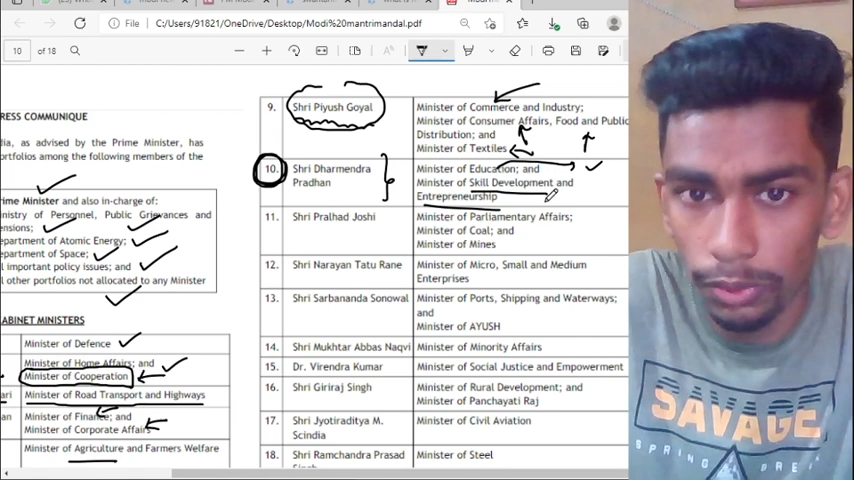 C:/Users/91821/OneDrive/Desktop/Modi%20mantrimandal.pdf
10 of 18
RESS COMMUNIQUE
dia, as advised by the Prime Minister, has
ortfolios among the following members of the
rime Minister and also in-charge of:
nistry of Personnel, Public Grievances and
ensions;
epartment of Atomic Energy;
epartment of Space;
ll important policy issues; and
l other portfolios not allocated to any Minister
ABINET MINISTERS
Minister of Defence
Minister of Home Affairs; and
Minister of Cooperation
ari Minister of Road Transport and Highways
an Minister of Finance; and
Minister of Corporate Affairs
Minister of Agriculture and Farmers Welfare
9. Shri Piyush Goyal Minister of Commerce and Industry;
Minister of Consumer Affairs, Food and Public
Distribution; and
Minister of Textiles
10. Shri Dharmendra Minister of Education; and
Pradhan Minister of Skill Development and
Entrepreneurship
11. Shri Pralhad Joshi Minister of Parliamentary Affairs;
Minister of Coal; and
Minister of Mines
12. Shri Narayan Tatu Rane Minister of Micro, Small and Medium
Enterprises
13. Shri Sarbananda Sonowal Minister of Ports, Shipping and Waterways;
and
Minister of AYUSH
14. Shri Mukhtar Abbas Naqvi Minister of Minority Affairs
15. Dr. Virendra Kumar Minister of Social Justice and Empowerment
16. Shri Giriraj Singh Minister of Rural Development; and
Minister of Panchayati Raj
17. Shri Jyotiraditya M. Minister of Civil Aviation
Scindia
18. Shri Ramchandra Prasad Minister of Steel
Singh
SAVAGE